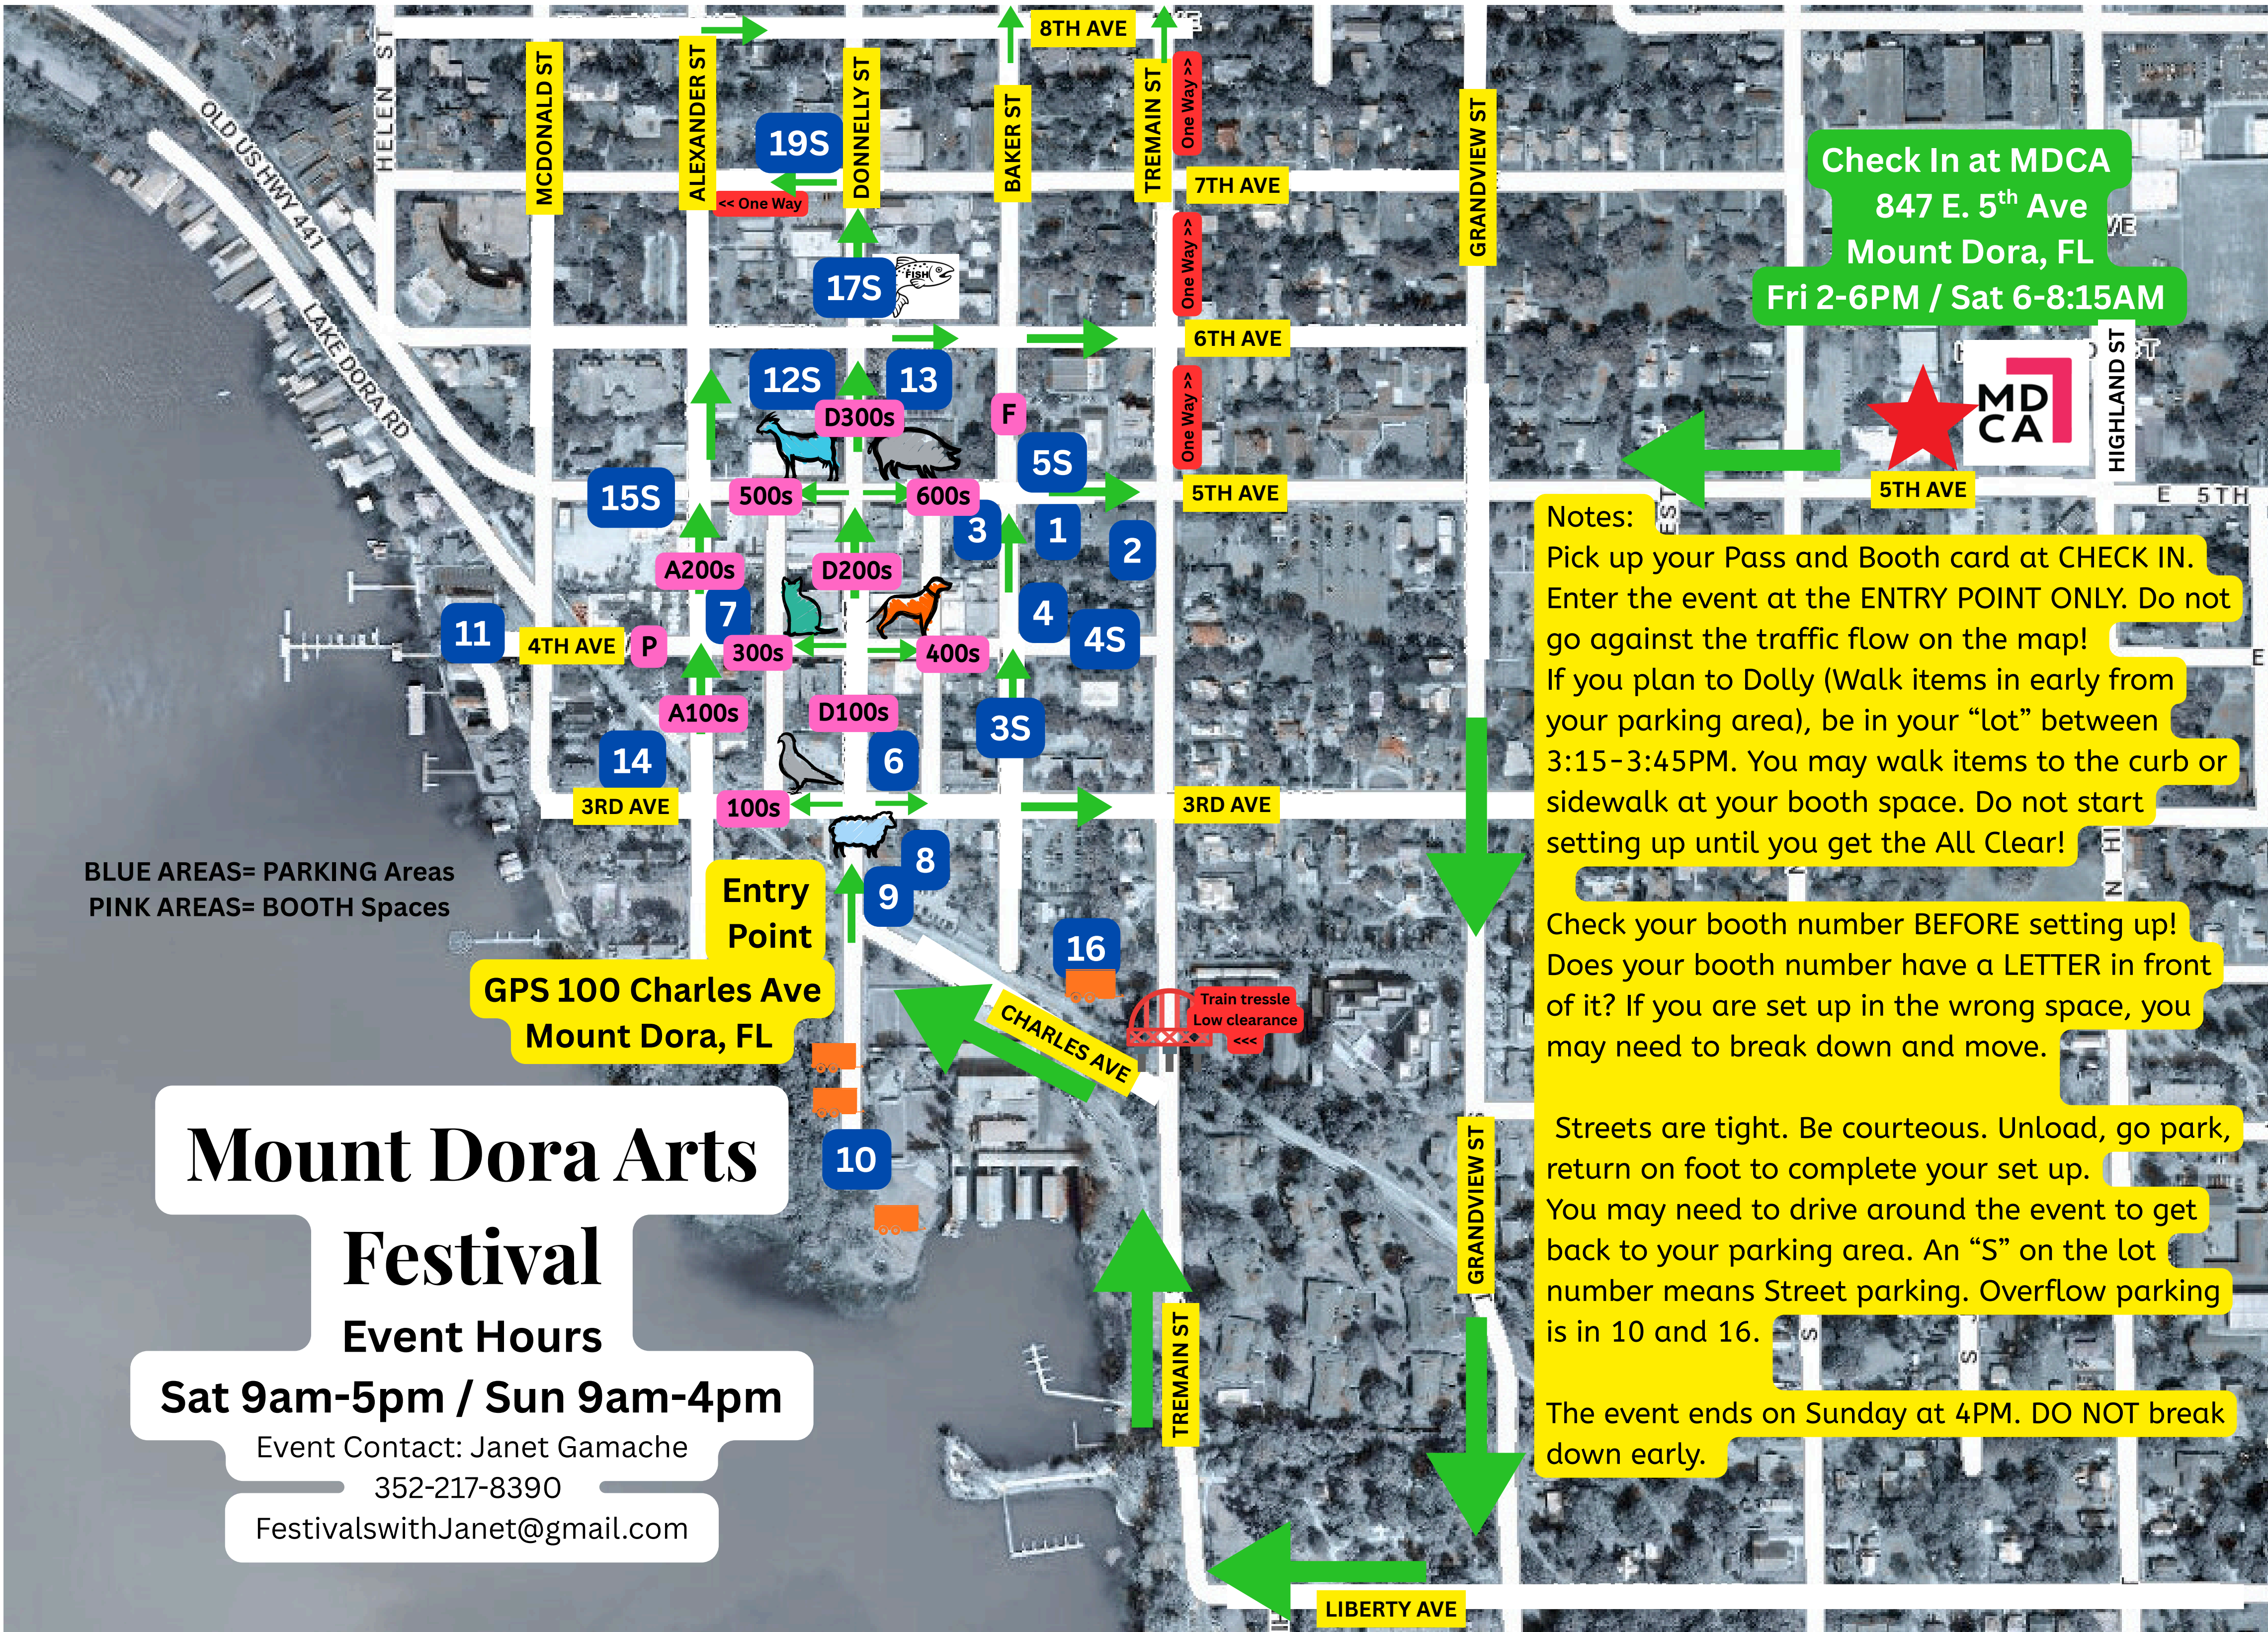 8TH AVE
HELEN ST
OLD US HWY 441
LAKE DORA RD
MCDONALD ST
ALEXANDER ST
DONNELLY ST
BAKER ST
TREMAIN ST
One Way >>
GRANDVIEW ST
19S
<< One Way
7TH AVE
Check In at MDCA
847 E. 5th Ave
Mount Dora, FL
Fri 2-6PM / Sat 6-8:15AM
17S
FISH
One Way >>
6TH AVE
12S
13
D300s
F
One Way >>
5S
MD
CA
HIGHLAND ST
15S
500s
600s
5TH AVE
5TH AVE
E 5TH
3
1
2
A200s
D200s
7
4
4S
11
4TH AVE
P
300s
400s
A100s
D100s
3S
14
6
3RD AVE
100s
3RD AVE
8
9
BLUE AREAS= PARKING Areas
PINK AREAS= BOOTH Spaces
Entry
Point
GPS 100 Charles Ave
Mount Dora, FL
16
CHARLES AVE
Train tressle
Low clearance
<<<
10
TREMAIN ST
GRANDVIEW ST
LIBERTY AVE
Mount Dora Arts
Festival
Event Hours
Sat 9am-5pm / Sun 9am-4pm
Event Contact: Janet Gamache
352-217-8390
FestivalswithJanet@gmail.com
Notes:
Pick up your Pass and Booth card at CHECK IN.
Enter the event at the ENTRY POINT ONLY. Do not
go against the traffic flow on the map!
If you plan to Dolly (Walk items in early from
your parking area), be in your “lot” between
3:15-3:45PM. You may walk items to the curb or
sidewalk at your booth space. Do not start
setting up until you get the All Clear!
Check your booth number BEFORE setting up!
Does your booth number have a LETTER in front
of it? If you are set up in the wrong space, you
may need to break down and move.
Streets are tight. Be courteous. Unload, go park,
return on foot to complete your set up.
You may need to drive around the event to get
back to your parking area. An “S” on the lot
number means Street parking. Overflow parking
is in 10 and 16.
The event ends on Sunday at 4PM. DO NOT break
down early.